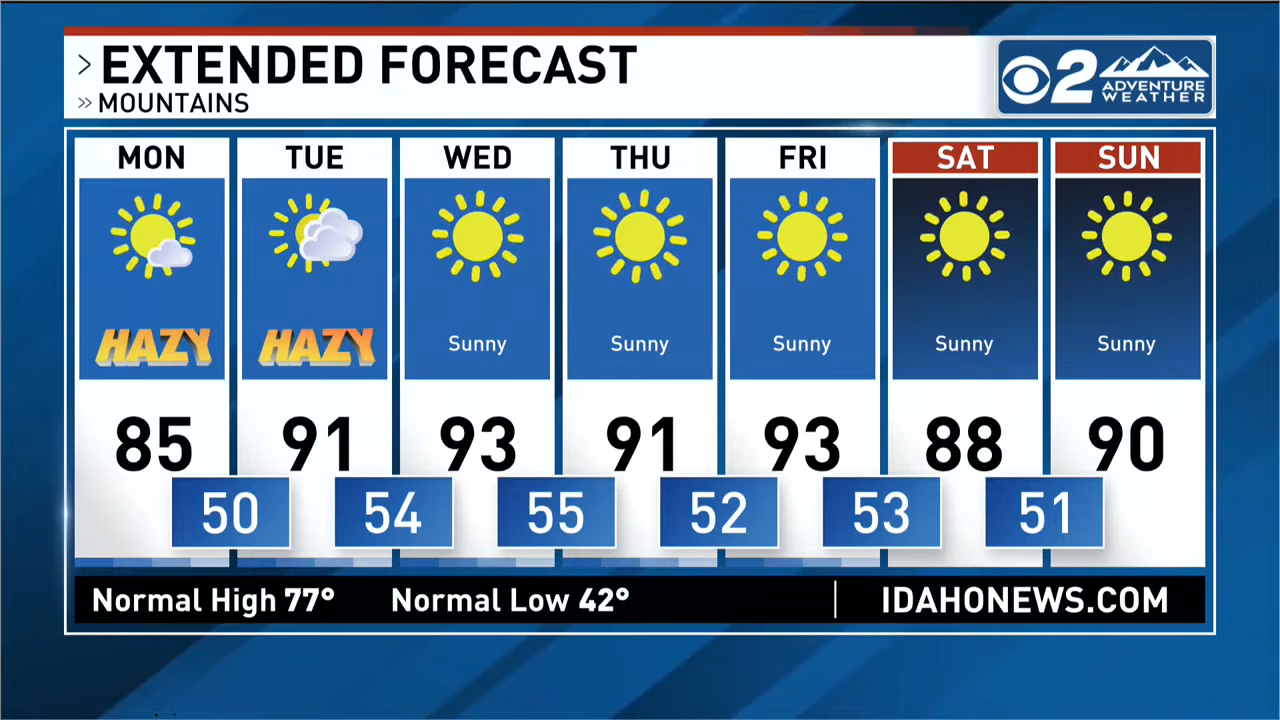 > EXTENDED FORECAST
» MOUNTAINS
2 ADVENTURE
WEATHER
MON TUE WED THU FRI SAT SUN
HAZY HAZY Sunny Sunny Sunny Sunny Sunny
85 91 93 91 93 88 90
50 54 55 52 53 51
Normal High 77° Normal Low 42° IDAHONEWS.COM